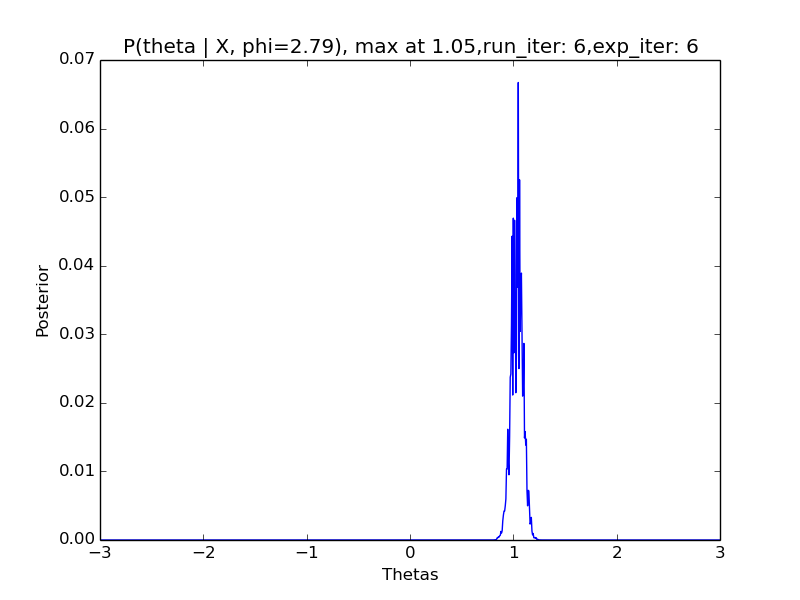 P(theta | X, phi=2.79), max at 1.05,run_iter: 6,exp_iter: 6
0.07
0.06
0.05
0.04
0.03
0.02
0.01
0.00
Posterior
−3 −2 −1 0 1 2 3
Thetas